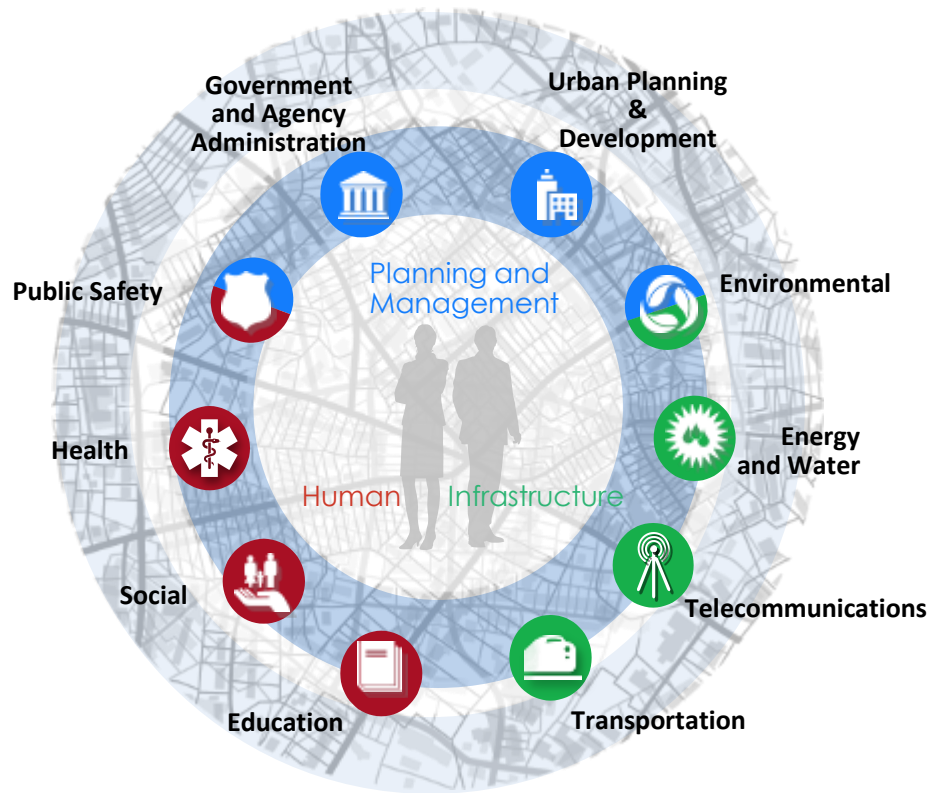 Government
and Agency
Administration
Urban Planning
&
Development
Public Safety
Planning and
Management
Environmental
Health
Energy
and Water
Human
Infrastructure
Social
Telecommunications
Education
Transportation